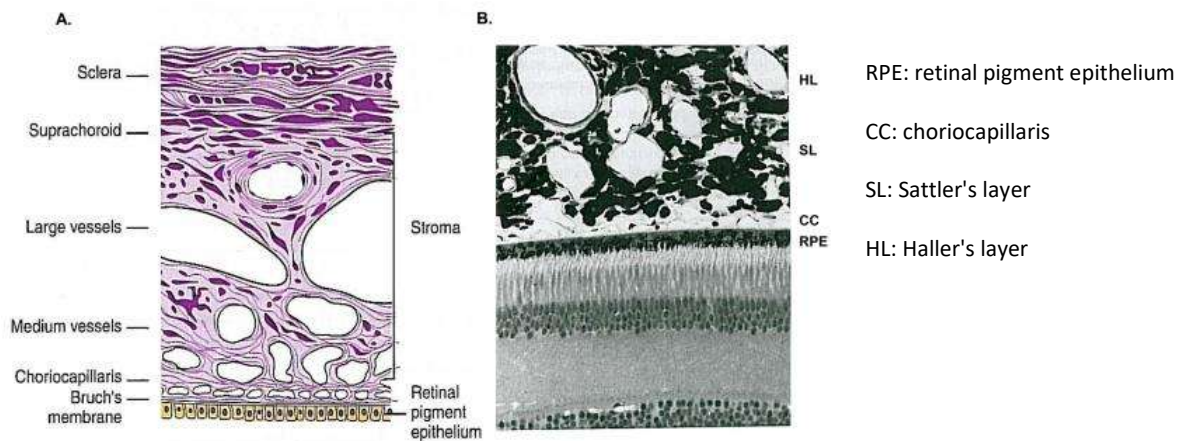 A.
Sclera
Suprachoroid
Large vessels
Medium vessels
Choriocapillaris
Bruch's
membrane
Stroma
Retinal
pigment
epithelium
B.
HL
SL
CC
RPE
RPE: retinal pigment epithelium
CC: choriocapillaris
SL: Sattler's layer
HL: Haller's layer